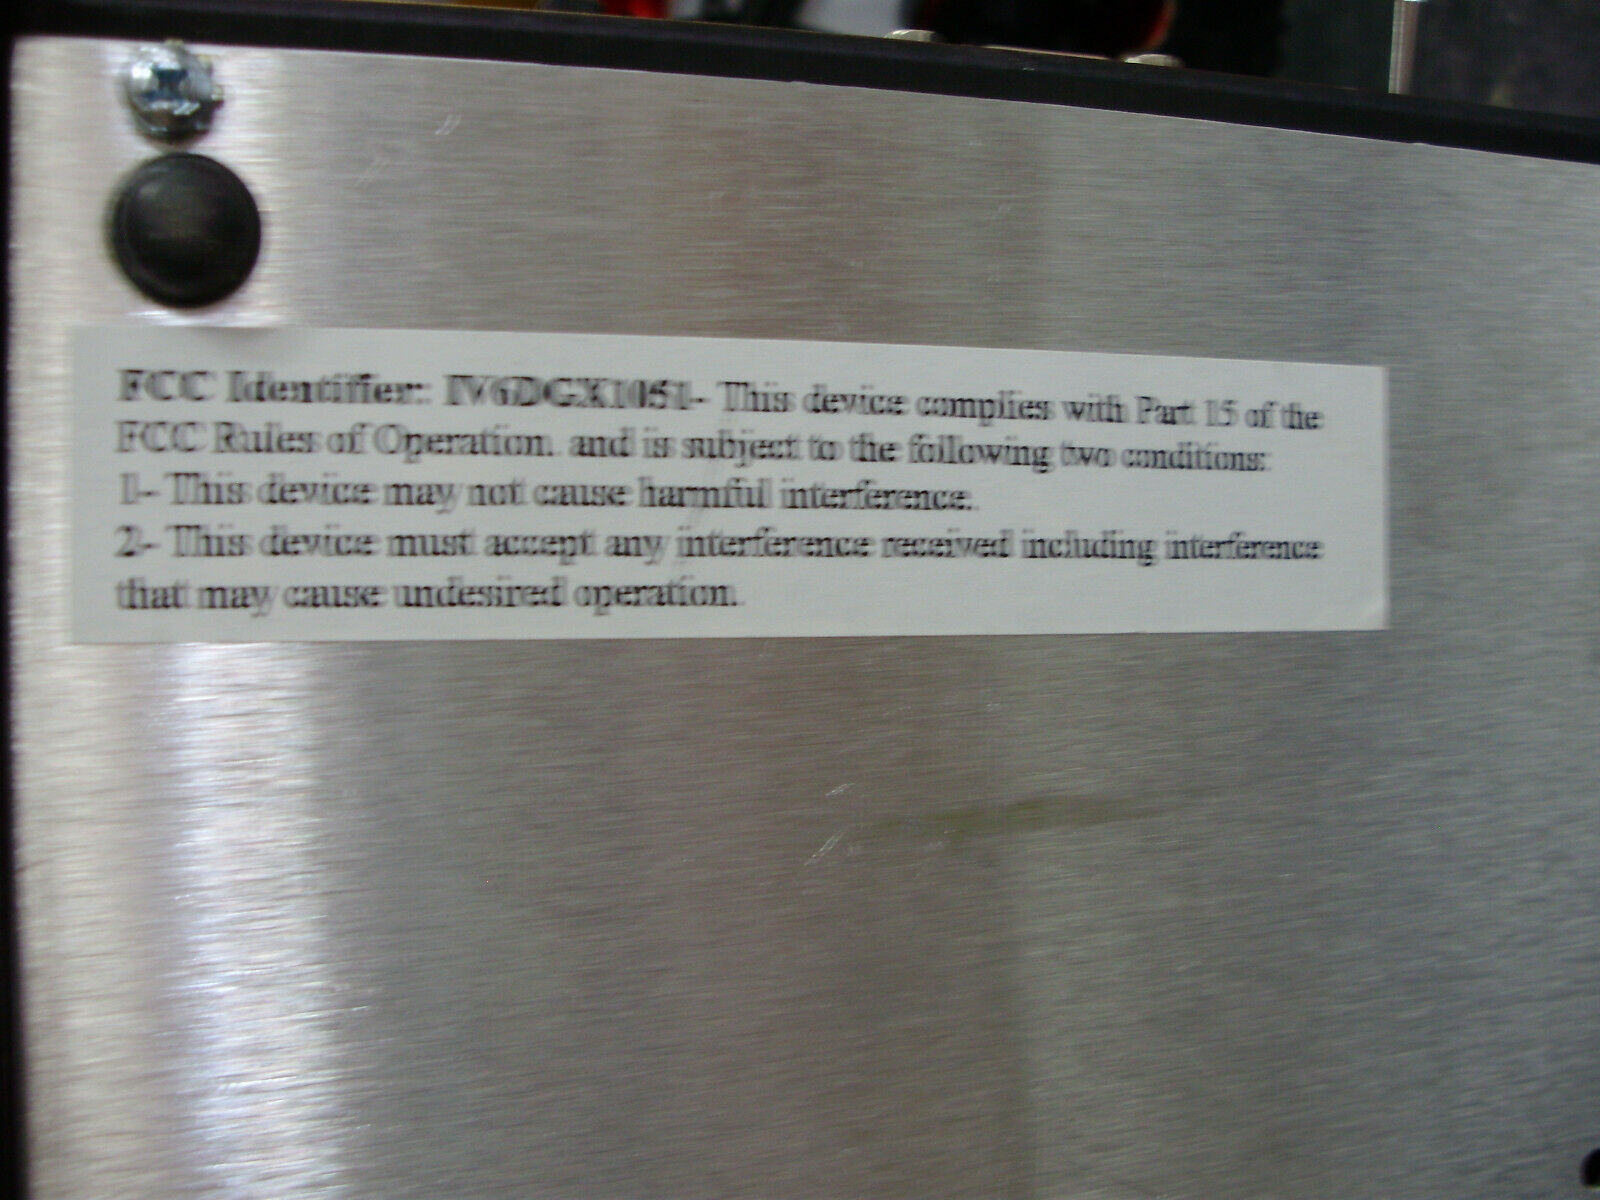 FCC Identifier: IV6DGX1051- This device complies with Part 15 of the
FCC Rules of Operation. and is subject to the following two conditions:
1- This device may not cause harmful interference.
2- This device must accept any interference received including interference
that may cause undesired operation.